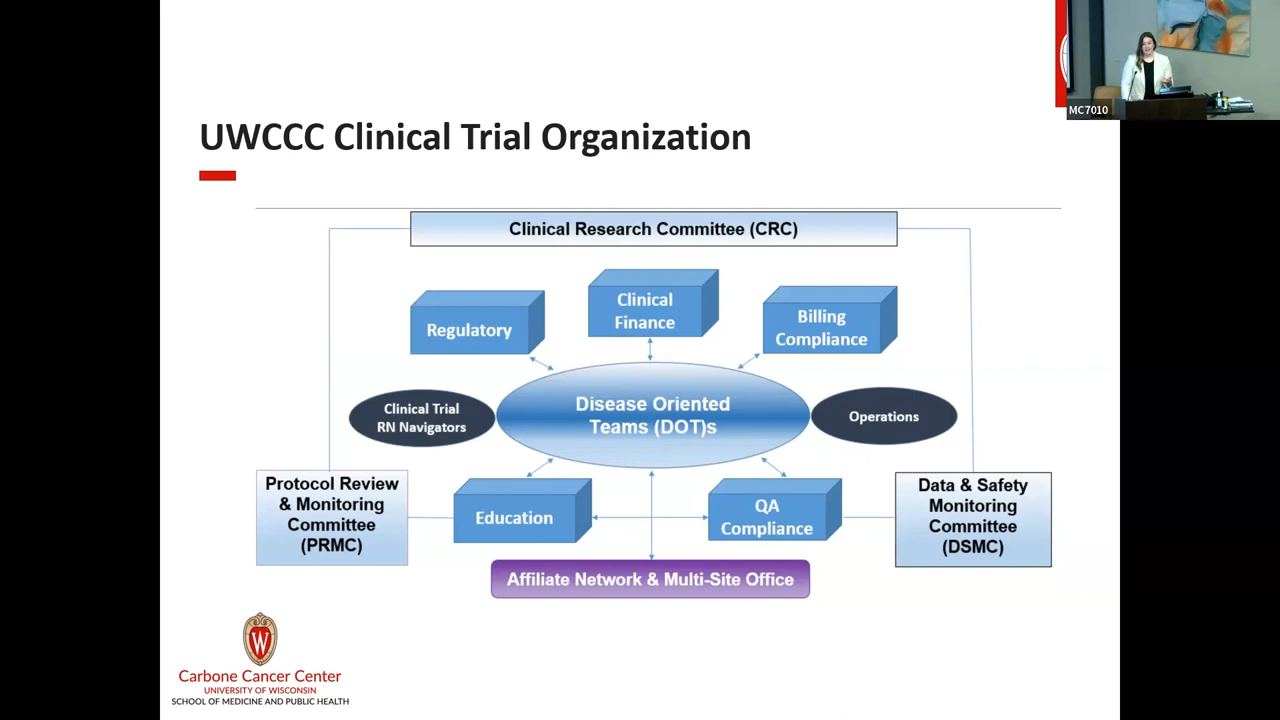 MC7010
UWCCC Clinical Trial Organization
Clinical Research Committee (CRC)
Regulatory
Clinical
Finance
Billing
Compliance
Clinical Trial
RN Navigators
Disease Oriented
Teams (DOT)s
Operations
Protocol Review
& Monitoring
Committee
(PRMC)
Education
QA
Compliance
Data & Safety
Monitoring
Committee
(DSMC)
Affiliate Network & Multi-Site Office
W
Carbone Cancer Center
UNIVERSITY OF WISCONSIN
SCHOOL OF MEDICINE AND PUBLIC HEALTH